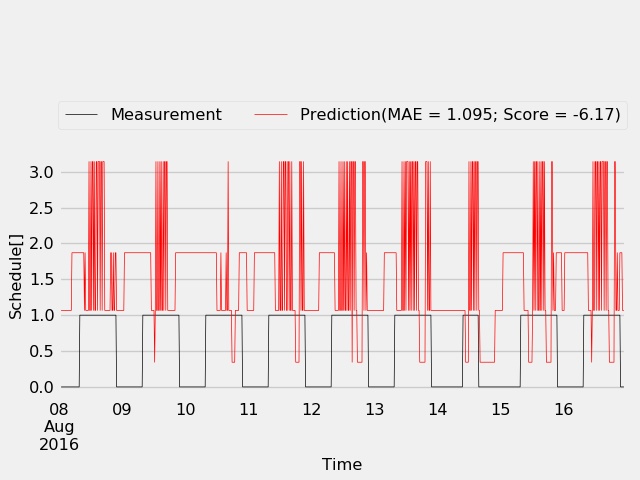 Measurement
Prediction(MAE = 1.095; Score = -6.17)
Schedule[]
3.0
2.5
2.0
1.5
1.0
0.5
0.0
08 09 10 11 12 13 14 15 16
Aug
2016
Time